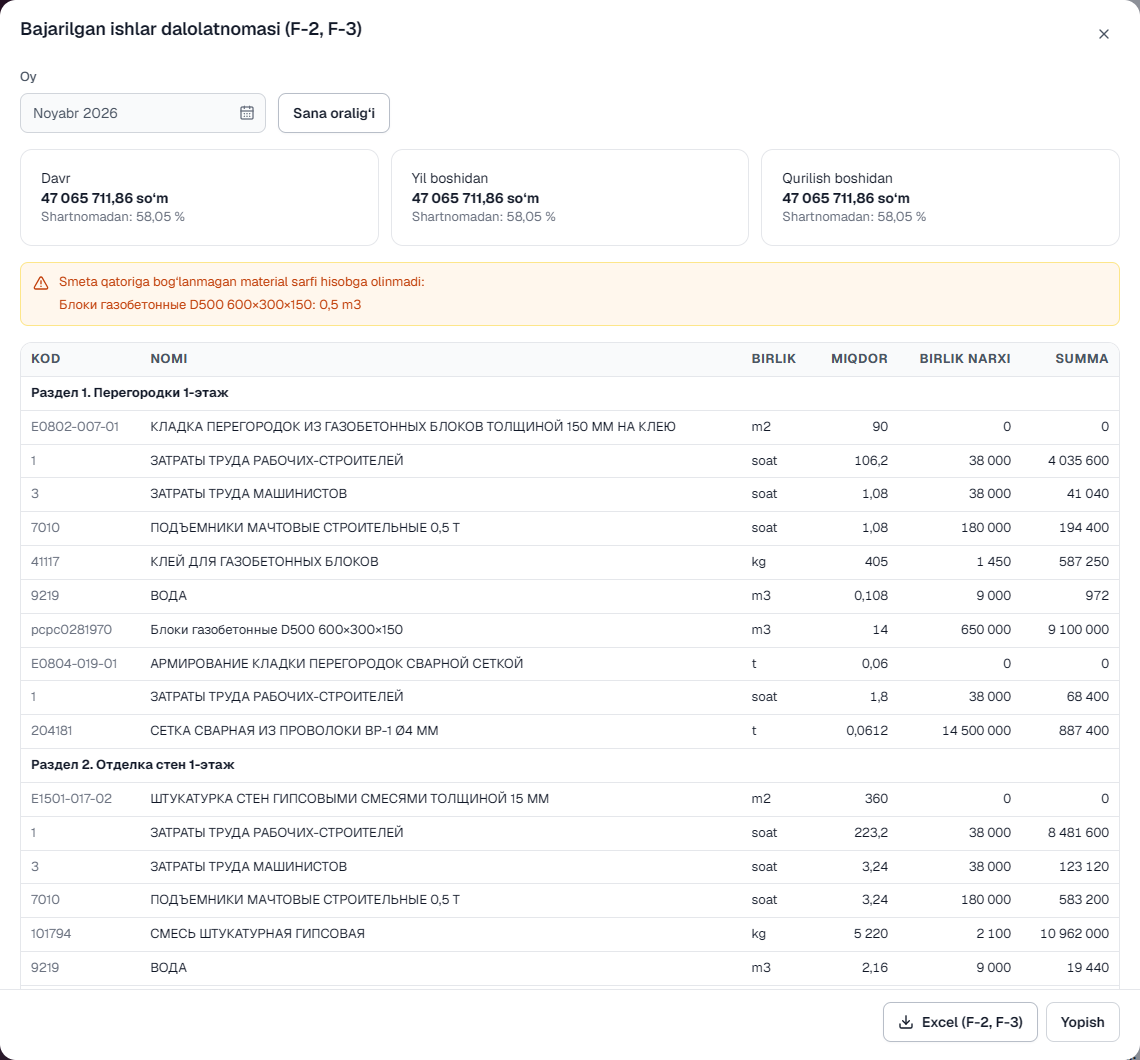 Bajarilgan ishlar dalolatnomasi (F-2, F-3)
Oy
Noyabr 2026
Sana oralig‘i
Davr
47 065 711,86 so‘m
Shartnomadan: 58,05 %
Yil boshidan
47 065 711,86 so‘m
Shartnomadan: 58,05 %
Qurilish boshidan
47 065 711,86 so‘m
Shartnomadan: 58,05 %
Smeta qatoriga bog‘lanmagan material sarfi hisobga olinmadi:
Блоки газобетонные D500 600×300×150: 0,5 m3
KOD NOMI BIRLIK MIQDOR BIRLIK NARXI SUMMA
Раздел 1. Перегородки 1-этаж
E0802-007-01 КЛАДКА ПЕРЕГОРОДОК ИЗ ГАЗОБЕТОННЫХ БЛОКОВ ТОЛЩИНОЙ 150 ММ НА КЛЕЮ m2 90 0 0
1 ЗАТРАТЫ ТРУДА РАБОЧИХ-СТРОИТЕЛЕЙ soat 106,2 38 000 4 035 600
3 ЗАТРАТЫ ТРУДА МАШИНИСТОВ soat 1,08 38 000 41 040
7010 ПОДЪЕМНИКИ МАЧТОВЫЕ СТРОИТЕЛЬНЫЕ 0,5 Т soat 1,08 180 000 194 400
41117 КЛЕЙ ДЛЯ ГАЗОБЕТОННЫХ БЛОКОВ kg 405 1 450 587 250
9219 ВОДА m3 0,108 9 000 972
pcpc0281970 Блоки газобетонные D500 600×300×150 m3 14 650 000 9 100 000
E0804-019-01 АРМИРОВАНИЕ КЛАДКИ ПЕРЕГОРОДОК СВАРНОЙ СЕТКОЙ t 0,06 0 0
1 ЗАТРАТЫ ТРУДА РАБОЧИХ-СТРОИТЕЛЕЙ soat 1,8 38 000 68 400
204181 СЕТКА СВАРНАЯ ИЗ ПРОВОЛОКИ ВР-1 Ø4 ММ t 0,0612 14 500 000 887 400
Раздел 2. Отделка стен 1-этаж
E1501-017-02 ШТУКАТУРКА СТЕН ГИПСОВЫМИ СМЕСЯМИ ТОЛЩИНОЙ 15 ММ m2 360 0 0
1 ЗАТРАТЫ ТРУДА РАБОЧИХ-СТРОИТЕЛЕЙ soat 223,2 38 000 8 481 600
3 ЗАТРАТЫ ТРУДА МАШИНИСТОВ soat 3,24 38 000 123 120
7010 ПОДЪЕМНИКИ МАЧТОВЫЕ СТРОИТЕЛЬНЫЕ 0,5 Т soat 3,24 180 000 583 200
101794 СМЕСЬ ШТУКАТУРНАЯ ГИПСОВАЯ kg 5 220 2 100 10 962 000
9219 ВОДА m3 2,16 9 000 19 440
Excel (F-2, F-3)
Yopish